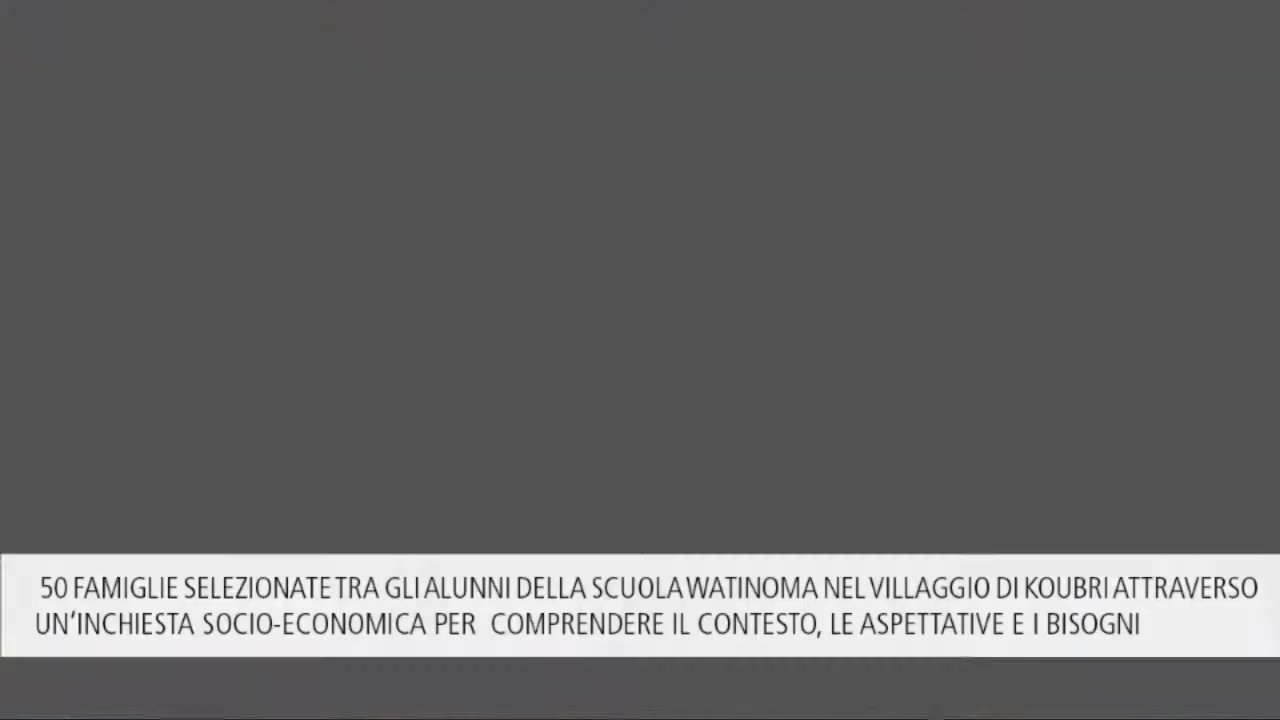 50 FAMIGLIE SELEZIONATE TRA GLI ALUNNI DELLA SCUOLA WATINOMA NEL VILLAGGIO DI KOUBRI ATTRAVERSO
UN'INCHIESTA SOCIO-ECONOMICA PER COMPRENDERE IL CONTESTO, LE ASPETTATIVE E I BISOGNI